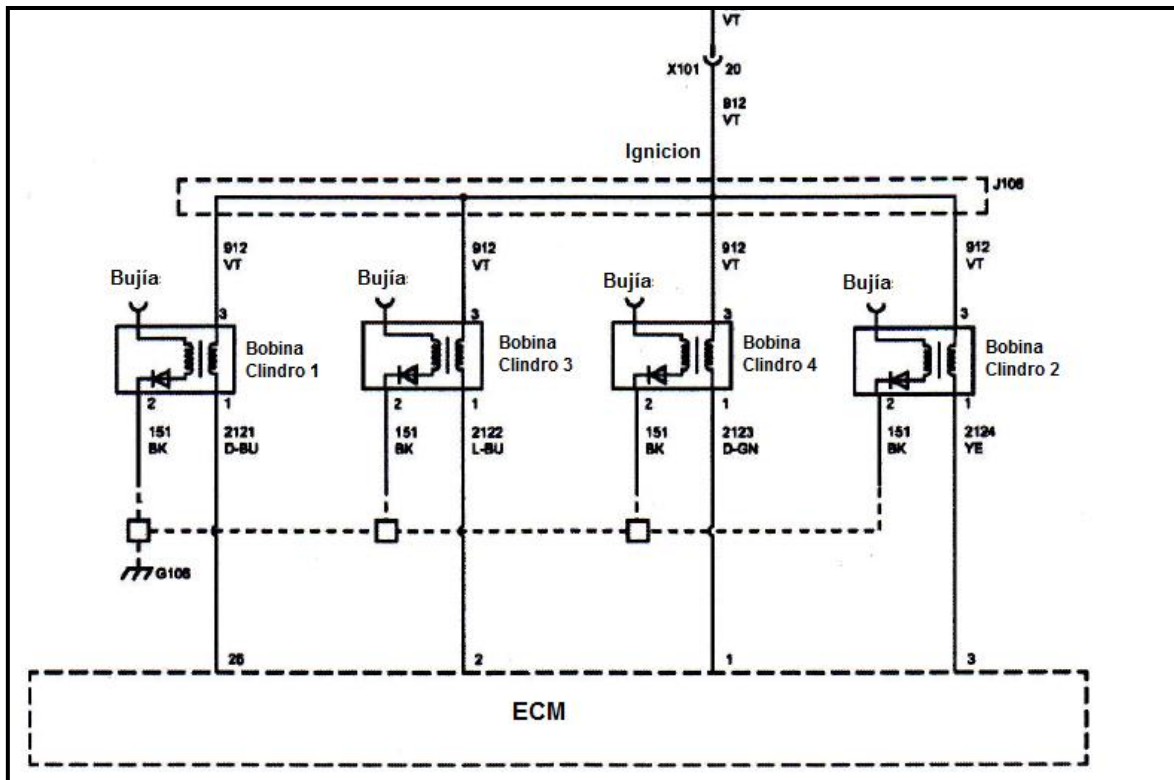 VT
X101 20
912
VT
Ignicion
J106
912
VT
912
VT
912
VT
912
VT
Bujía
Bujía
Bujía
Bujía
3
3
3
3
Bobina
Clindro 1
Bobina
Clindro 3
Bobina
Clindro 4
Bobina
Clindro 2
2 1
2 1
2 1
2 1
151
BK
2121
D-BU
151
BK
2122
L-BU
151
BK
2123
D-GN
151
BK
2124
YE
G106
25
2
1
3
ECM